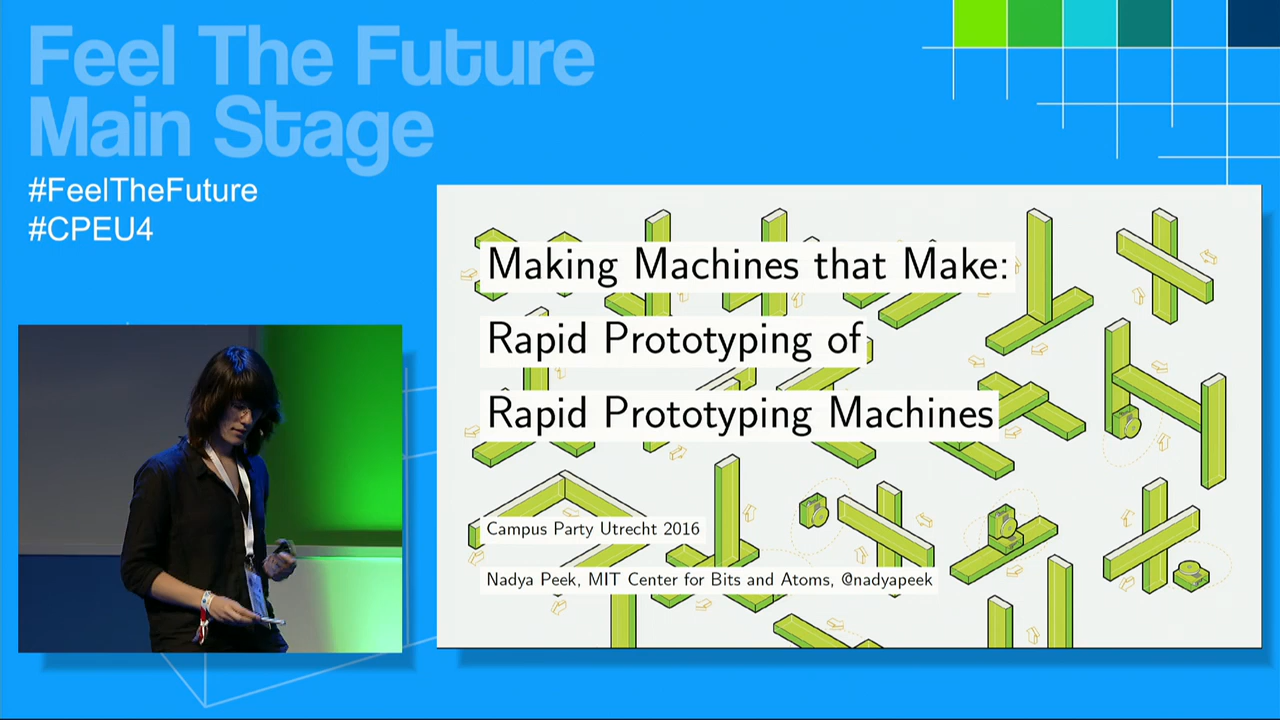 Feel The Future
Main Stage
#FeelTheFuture
#CPEU4
Making Machines that Make:
Rapid Prototyping of
Rapid Prototyping Machines
Campus Party Utrecht 2016
Nadya Peek, MIT Center for Bits and Atoms, @nadyapeek